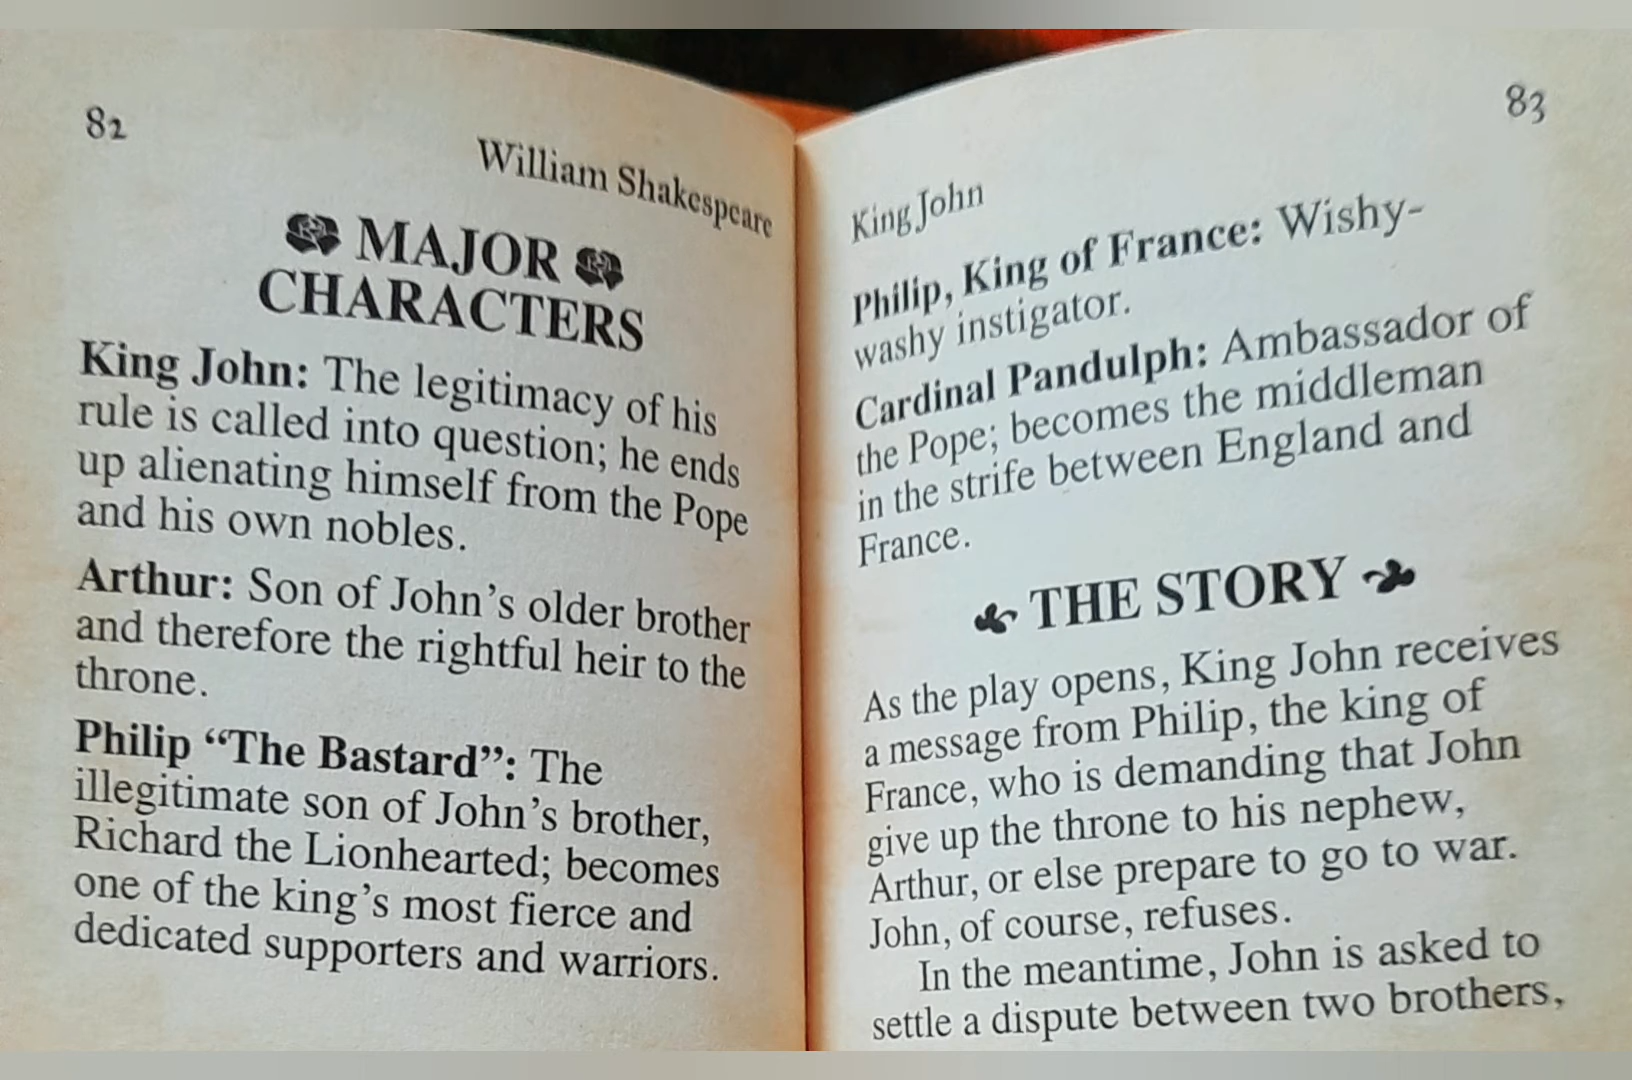 82
William Shakespeare
MAJOR
CHARACTERS
King John: The legitimacy of his
rule is called into question; he ends
up alienating himself from the Pope
and his own nobles.
Arthur: Son of John’s older brother
and therefore the rightful heir to the
throne.
Philip “The Bastard”: The
illegitimate son of John’s brother,
Richard the Lionhearted; becomes
one of the king’s most fierce and
dedicated supporters and warriors.
83
King John
Philip, King of France: Wishy-
washy instigator.
Cardinal Pandulph: Ambassador of
the Pope; becomes the middleman
in the strife between England and
France.
THE STORY
As the play opens, King John receives
a message from Philip, the king of
France, who is demanding that John
give up the throne to his nephew,
Arthur, or else prepare to go to war.
John, of course, refuses.
In the meantime, John is asked to
settle a dispute between two brothers,